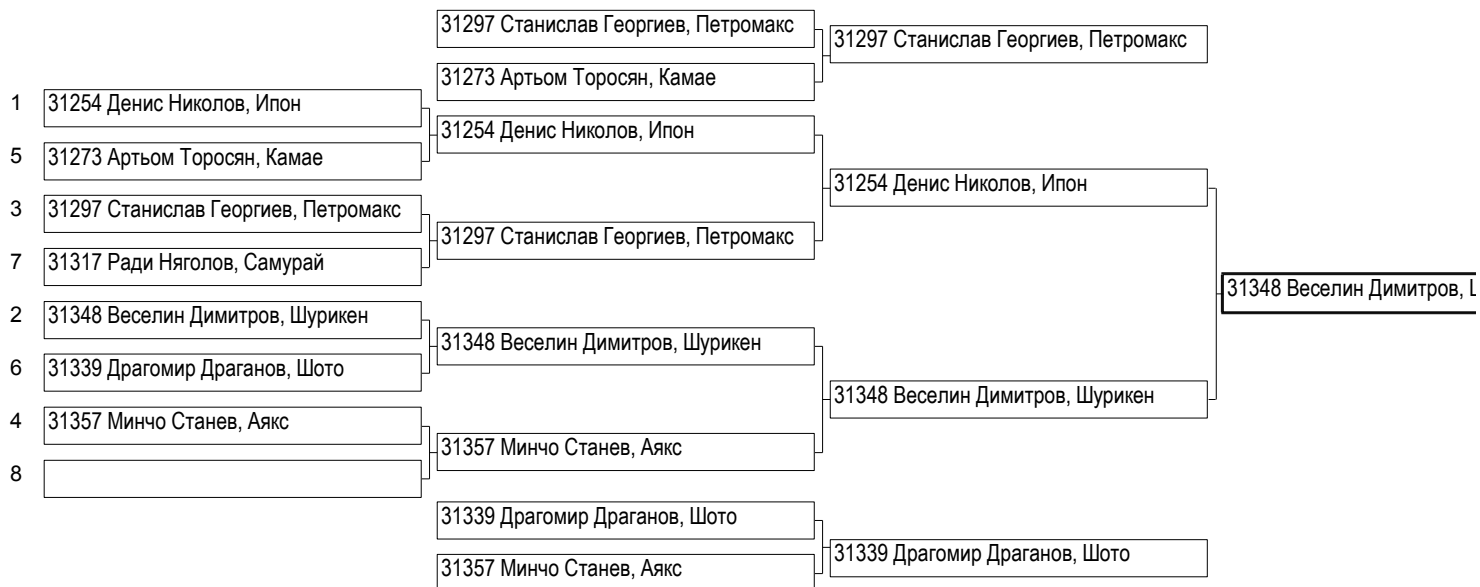 31297 Станислав Георгиев, Петромакс
31297 Станислав Георгиев, Петромакс
31273 Артьом Торосян, Камае
1 31254 Денис Николов, Ипон
31254 Денис Николов, Ипон
5 31273 Артьом Торосян, Камае
31254 Денис Николов, Ипон
3 31297 Станислав Георгиев, Петромакс
31297 Станислав Георгиев, Петромакс
7 31317 Ради Няголов, Самурай
31348 Веселин Димитров,
2 31348 Веселин Димитров, Шурикен
31348 Веселин Димитров, Шурикен
6 31339 Драгомир Драганов, Шото
31348 Веселин Димитров, Шурикен
4 31357 Минчо Станев, Аякс
31357 Минчо Станев, Аякс
8
31339 Драгомир Драганов, Шото
31339 Драгомир Драганов, Шото
31357 Минчо Станев, Аякс